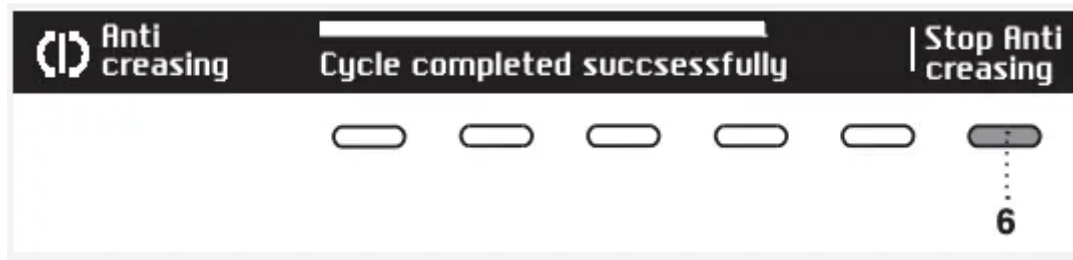 Anti
creasing
Cycle completed succsessfully
Stop Anti
creasing
6